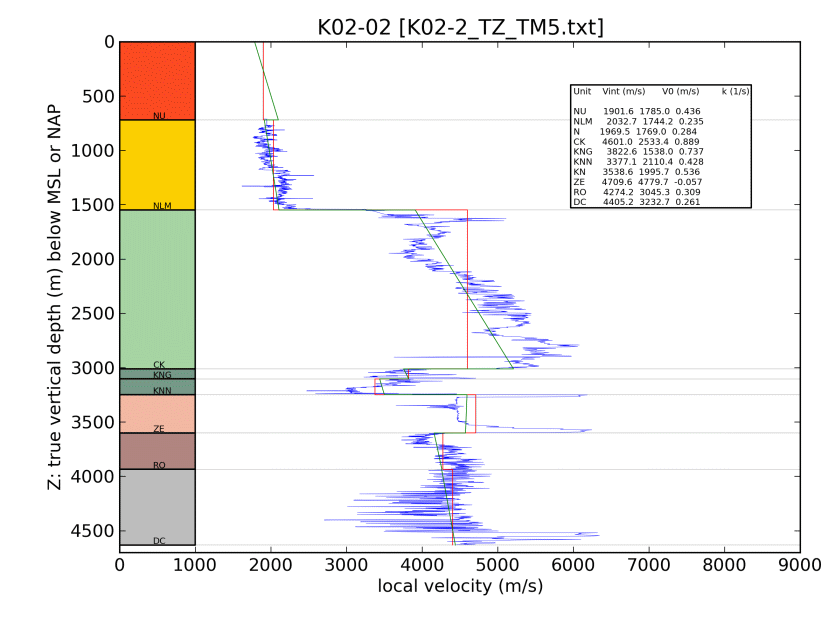 K02-02 [K02-2_TZ_TM5.txt]
Z: true vertical depth (m) below MSL or NAP
0
500
1000
1500
2000
2500
3000
3500
4000
4500
NU
NLM
CK
KNG
KNN
ZE
RO
DC
Unit Vint (m/s) V0 (m/s) k (1/s)
NU 1901.6 1785.0 0.436
NLM 2032.7 1744.2 0.235
N 1969.5 1769.0 0.284
CK 4601.0 2533.4 0.889
KNG 3822.6 1538.0 0.737
KNN 3377.1 2110.4 0.428
KN 3538.6 1995.7 0.536
ZE 4709.6 4779.7 -0.057
RO 4274.2 3045.3 0.309
DC 4405.2 3232.7 0.261
0 1000 2000 3000 4000 5000 6000 7000 8000 9000
local velocity (m/s)